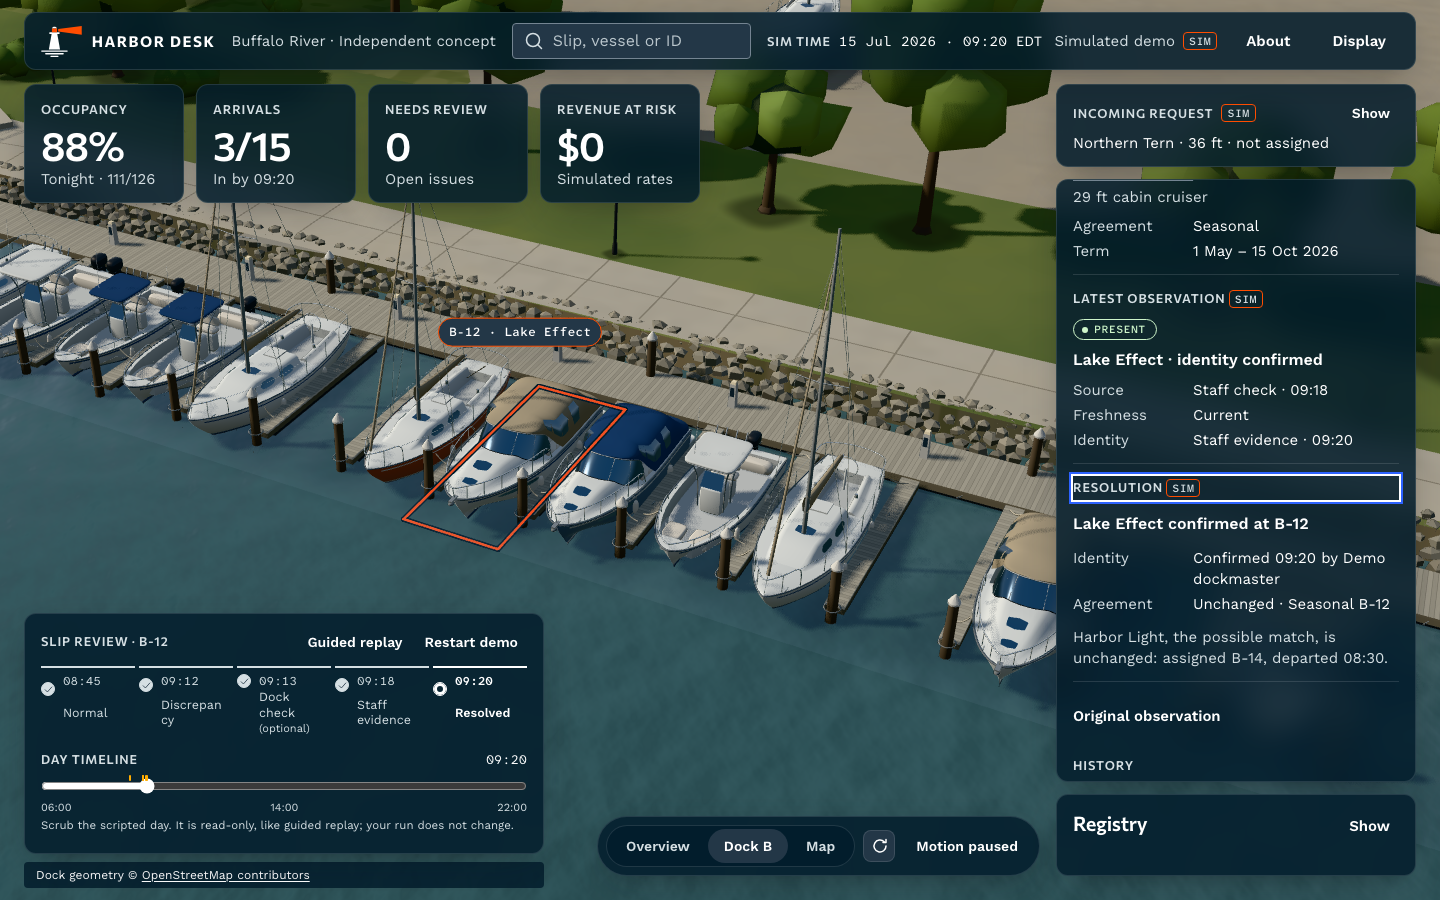 HARBOR DESK
Buffalo River · Independent concept
Slip, vessel or ID
SIM TIME 15 Jul 2026 · 09:20 EDT
Simulated demo SIM
About
Display
OCCUPANCY
88%
Tonight · 111/126
ARRIVALS
3/15
In by 09:20
NEEDS REVIEW
0
Open issues
REVENUE AT RISK
$0
Simulated rates
INCOMING REQUEST SIM
Show
Northern Tern · 36 ft · not assigned
29 ft cabin cruiser
Agreement Seasonal
Term 1 May – 15 Oct 2026
LATEST OBSERVATION SIM
PRESENT
Lake Effect · identity confirmed
Source Staff check · 09:18
Freshness Current
Identity Staff evidence · 09:20
RESOLUTION SIM
Lake Effect confirmed at B-12
Identity Confirmed 09:20 by Demo
dockmaster
Agreement Unchanged · Seasonal B-12
Harbor Light, the possible match, is
unchanged: assigned B-14, departed 08:30.
Original observation
HISTORY
Registry
Show
B-12 · Lake Effect
SLIP REVIEW · B-12
Guided replay
Restart demo
08:45
Normal
09:12
Discrepan
cy
09:13
Dock
check
(optional)
09:18
Staff
evidence
09:20
Resolved
DAY TIMELINE
09:20
06:00
14:00
22:00
Scrub the scripted day. It is read-only, like guided replay; your run does not change.
Dock geometry © OpenStreetMap contributors
Overview
Dock B
Map
Motion paused